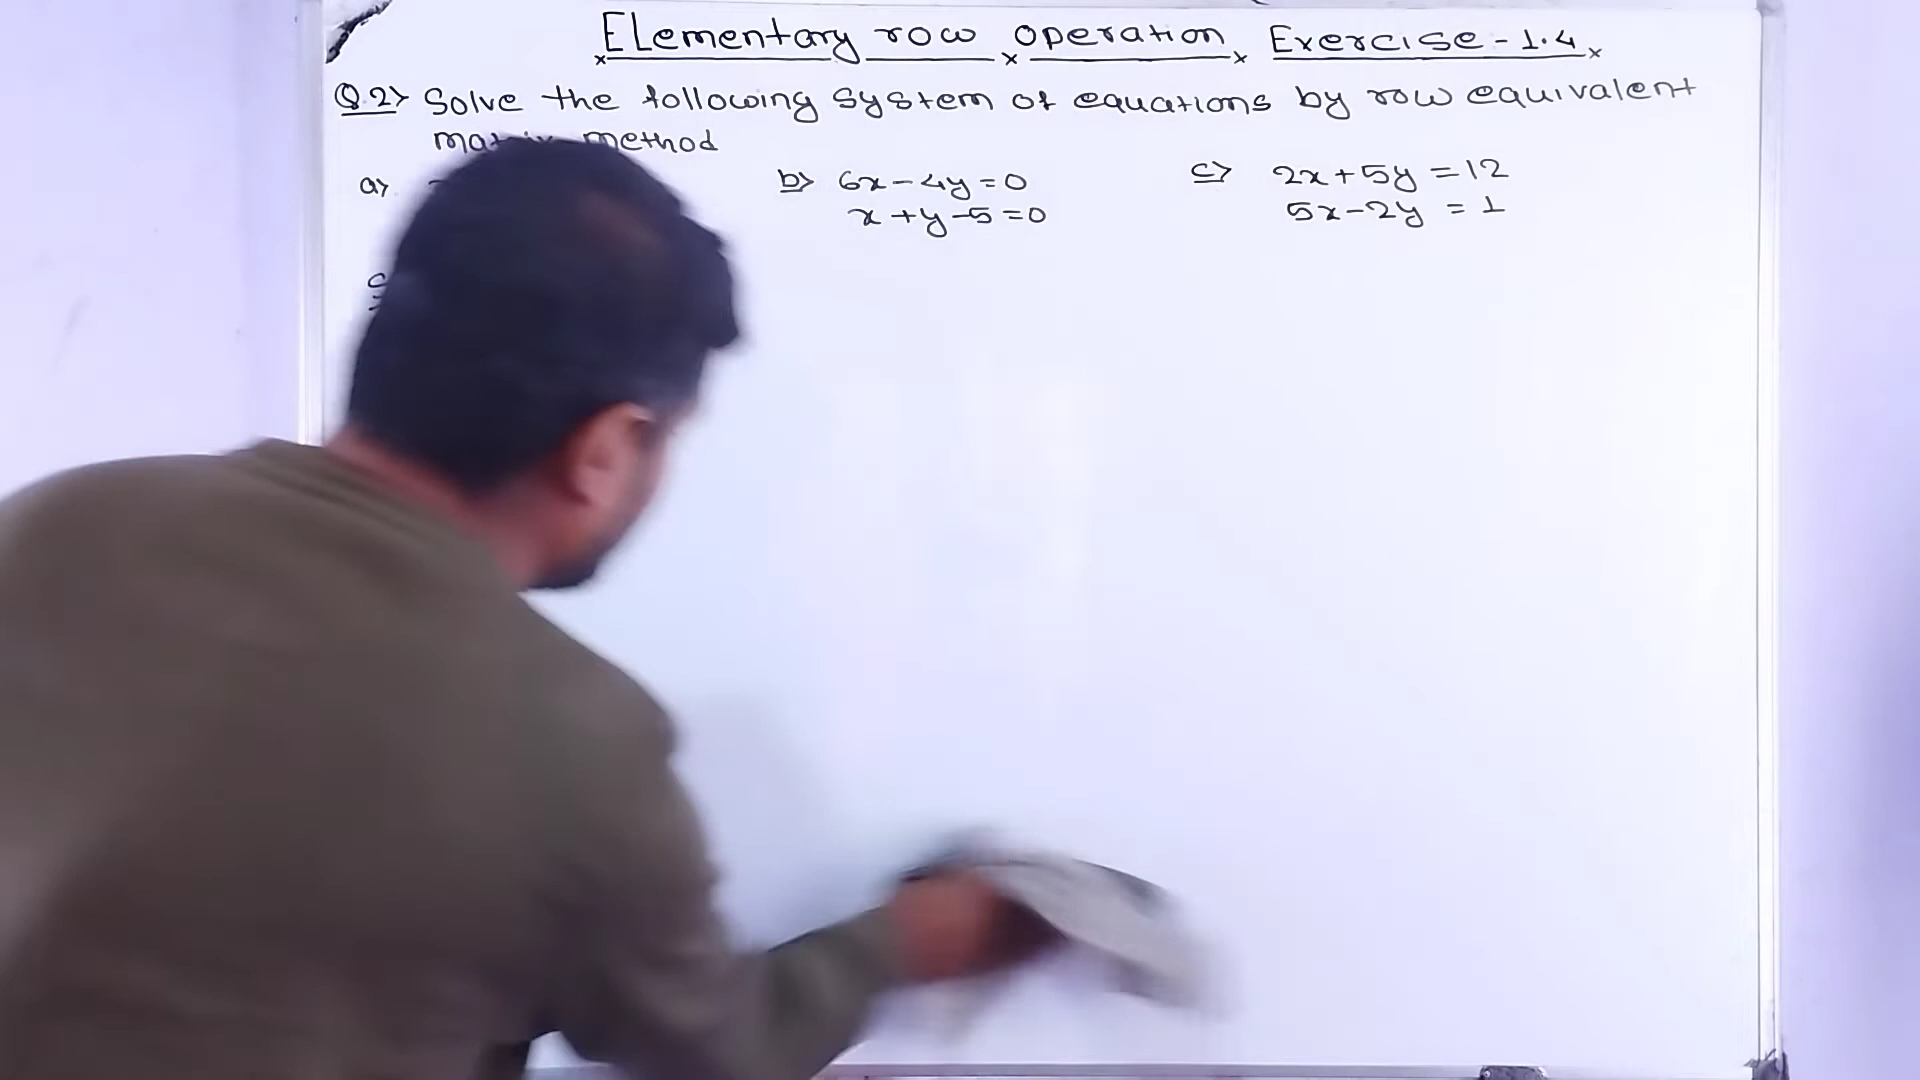 Elementary row operation Exercise-1.4
Q.2> Solve the following system of equations by row equivalent
method
a>
b> 6x-4y=0
x+y-5=0
c> 2x+5y=12
5x-2y=1